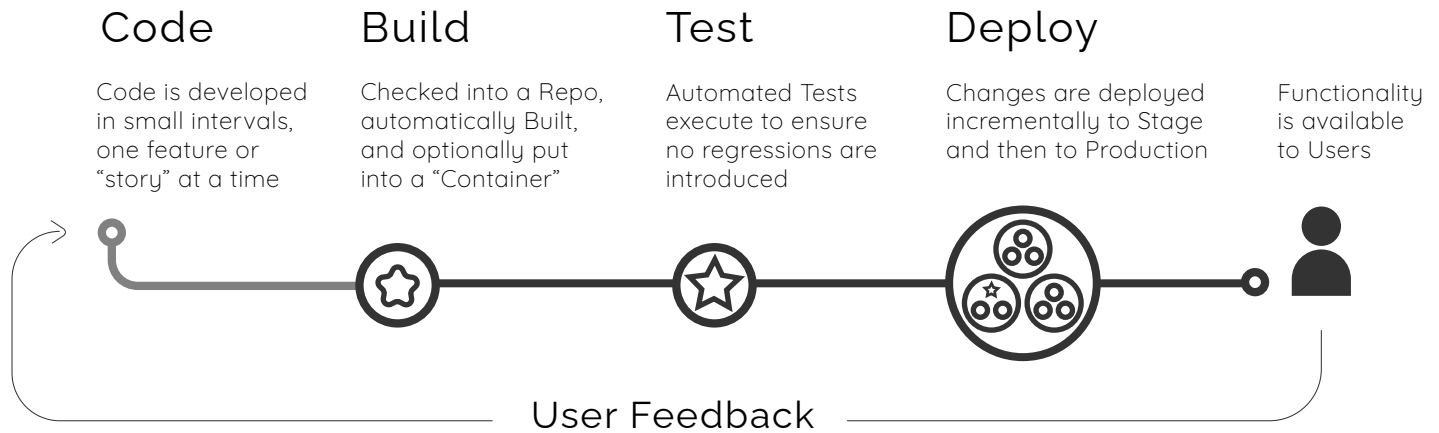 Code
Code is developed
in small intervals,
one feature or
“story” at a time
Build
Checked into a Repo,
automatically Built,
and optionally put
into a “Container”
Test
Automated Tests
execute to ensure
no regressions are
introduced
Deploy
Changes are deployed
incrementally to Stage
and then to Production
Functionality
is available
to Users
User Feedback